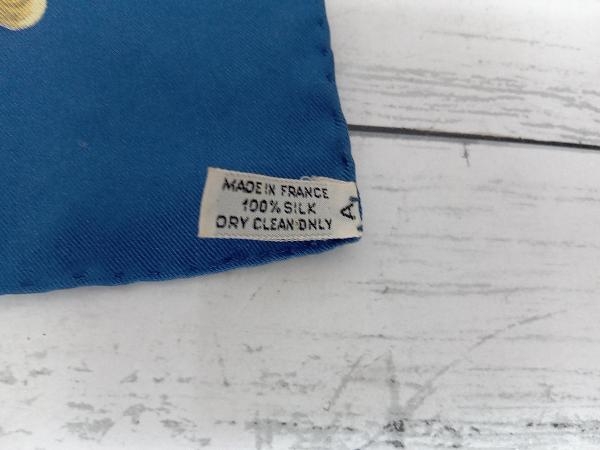 MADE IN FRANCE
100% SILK
DRY CLEAN ONLY
A